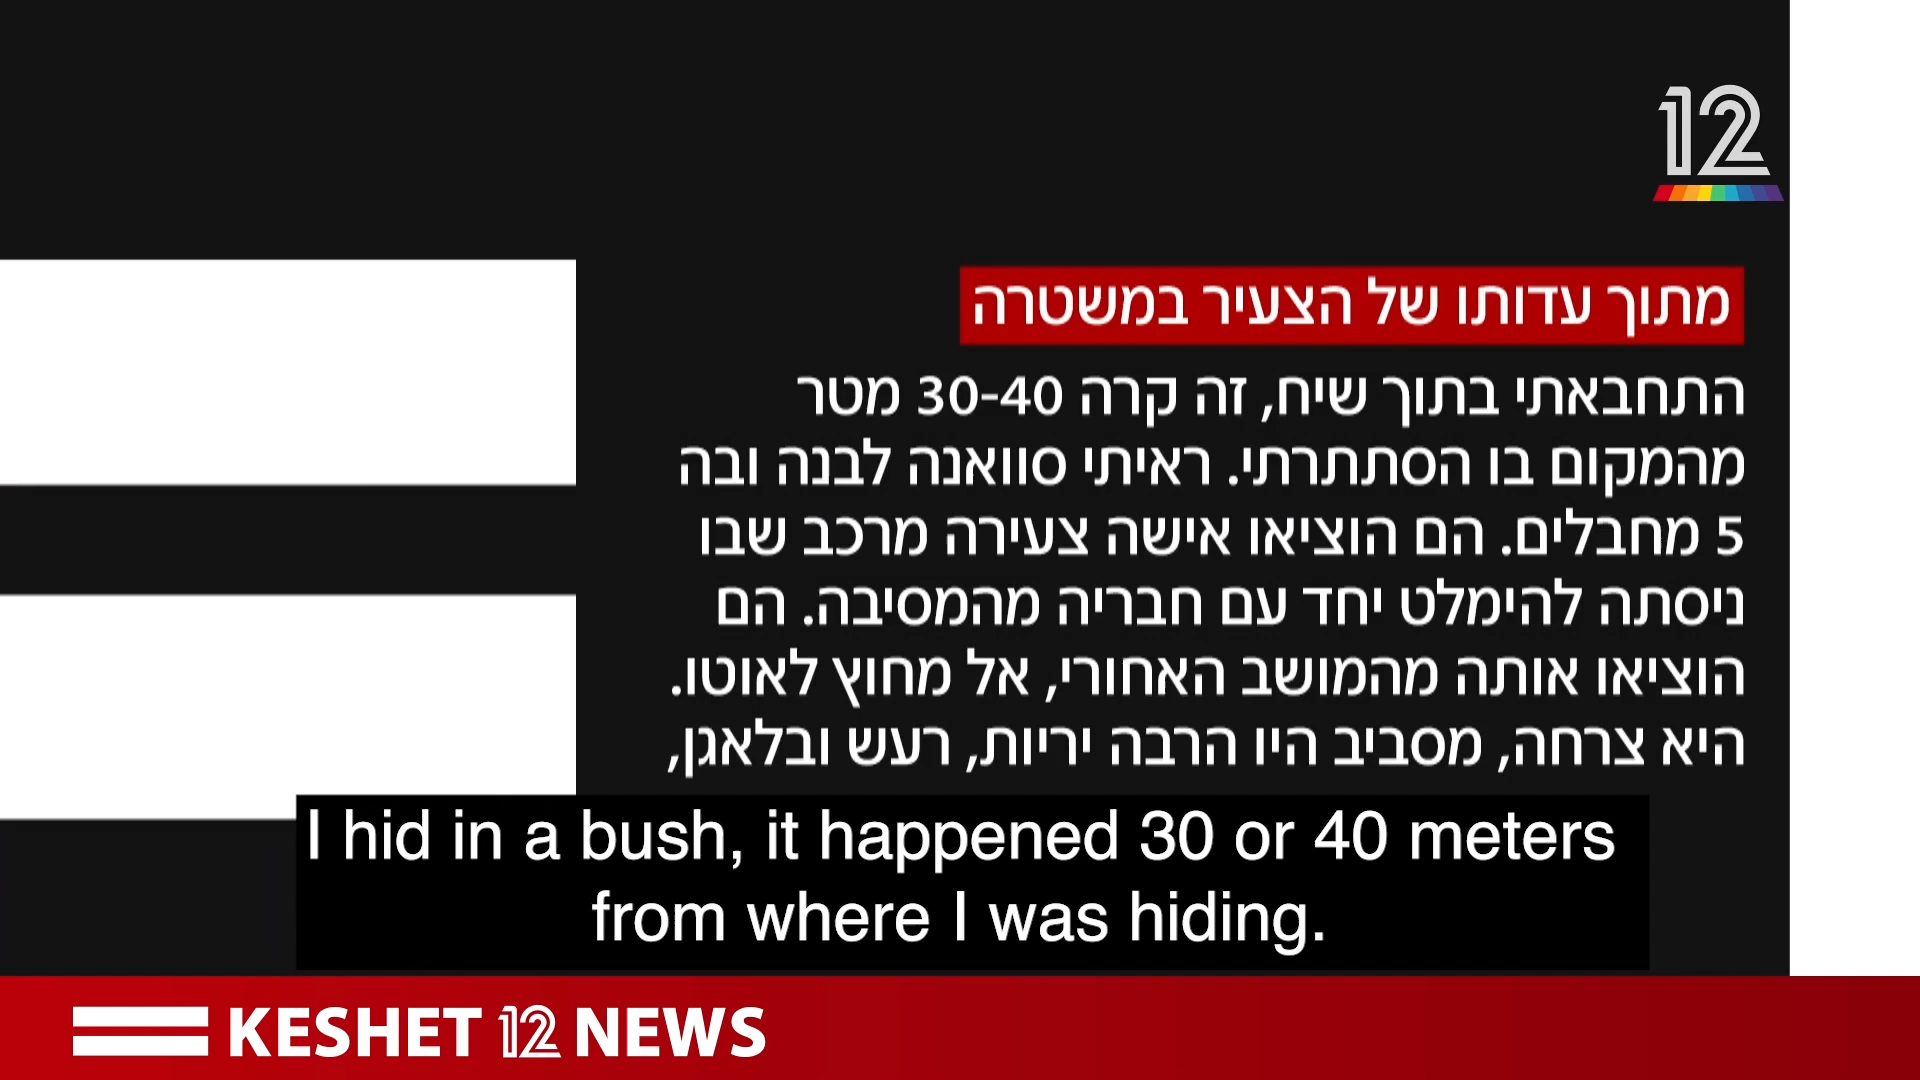 12
מתוך עדותו של הצעיר במשטרה
התחבאתי בתוך שיח, זה קרה 30-40 מטר
מהמקום בו הסתתרתי. ראיתי סוואנה לבנה ובה
5 מחבלים. הם הוציאו אישה צעירה מרכב שבו
ניסתה להימלט יחד עם חבריה מהמסיבה. הם
הוציאו אותה מהמושב האחורי, אל מחוץ לאוטו.
היא צרחה, מסביב היו הרבה יריות, רעש ובלאגן,
I hid in a bush, it happened 30 or 40 meters
from where I was hiding.
KESHET 12 NEWS